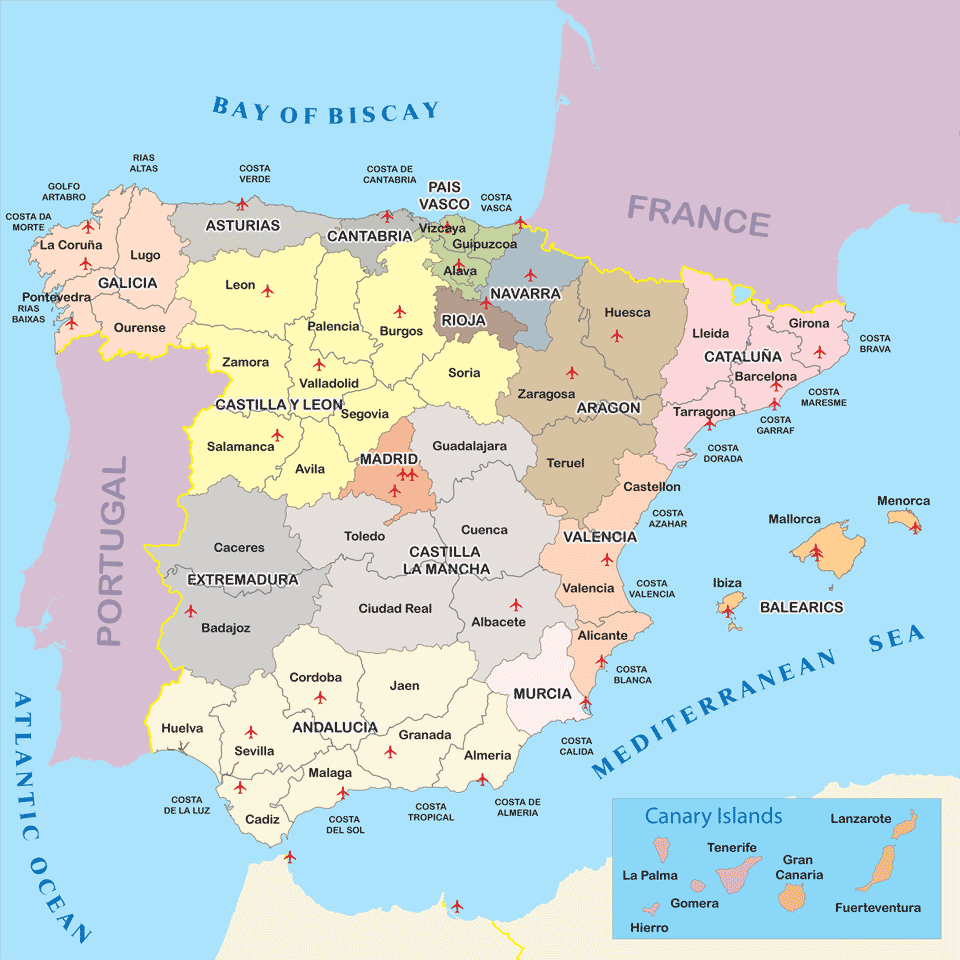 BAY OF BISCAY
FRANCE
PORTUGAL
ATLANTIC OCEAN
MEDITERRANEAN SEA
RIAS
ALTAS
GOLFO
ARTABRO
COSTA DA
MORTE
COSTA
VERDE
COSTA DE
CANTABRIA
PAIS
VASCO
COSTA
VASCA
La Coruña
Lugo
GALICIA
Pontevedra
RIAS
BAIXAS
Ourense
ASTURIAS
CANTABRIA
Vizcaya
Guipuzcoa
Alava
NAVARRA
RIOJA
Leon
Palencia
Burgos
Zamora
Valladolid
Soria
CASTILLA Y LEON
Segovia
Salamanca
Avila
MADRID
Huesca
Zaragosa
ARAGON
Teruel
Lleida
Girona
CATALUÑA
Barcelona
Tarragona
COSTA
BRAVA
COSTA
MARESME
COSTA
GARRAF
COSTA
DORADA
Guadalajara
Toledo
Cuenca
CASTILLA
LA MANCHA
Ciudad Real
Albacete
Caceres
EXTREMADURA
Badajoz
Castellon
COSTA
AZAHAR
VALENCIA
Valencia
COSTA
VALENCIA
Alicante
COSTA
BLANCA
MURCIA
COSTA
CALIDA
Menorca
Mallorca
Ibiza
BALEARICS
Cordoba
Jaen
Huelva
ANDALUCIA
Sevilla
Granada
Almeria
Malaga
Cadiz
COSTA
DE LA LUZ
COSTA
DEL SOL
COSTA
TROPICAL
COSTA DE
ALMERIA
Canary Islands
Lanzarote
Tenerife
La Palma
Gran
Canaria
Gomera
Fuerteventura
Hierro